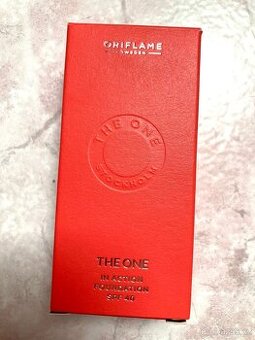 ORIFLAME
SWEDEN
THE ONE
STOCKHOLM
THE ONE
IN ACTION
FOUNDATION
SPF 40